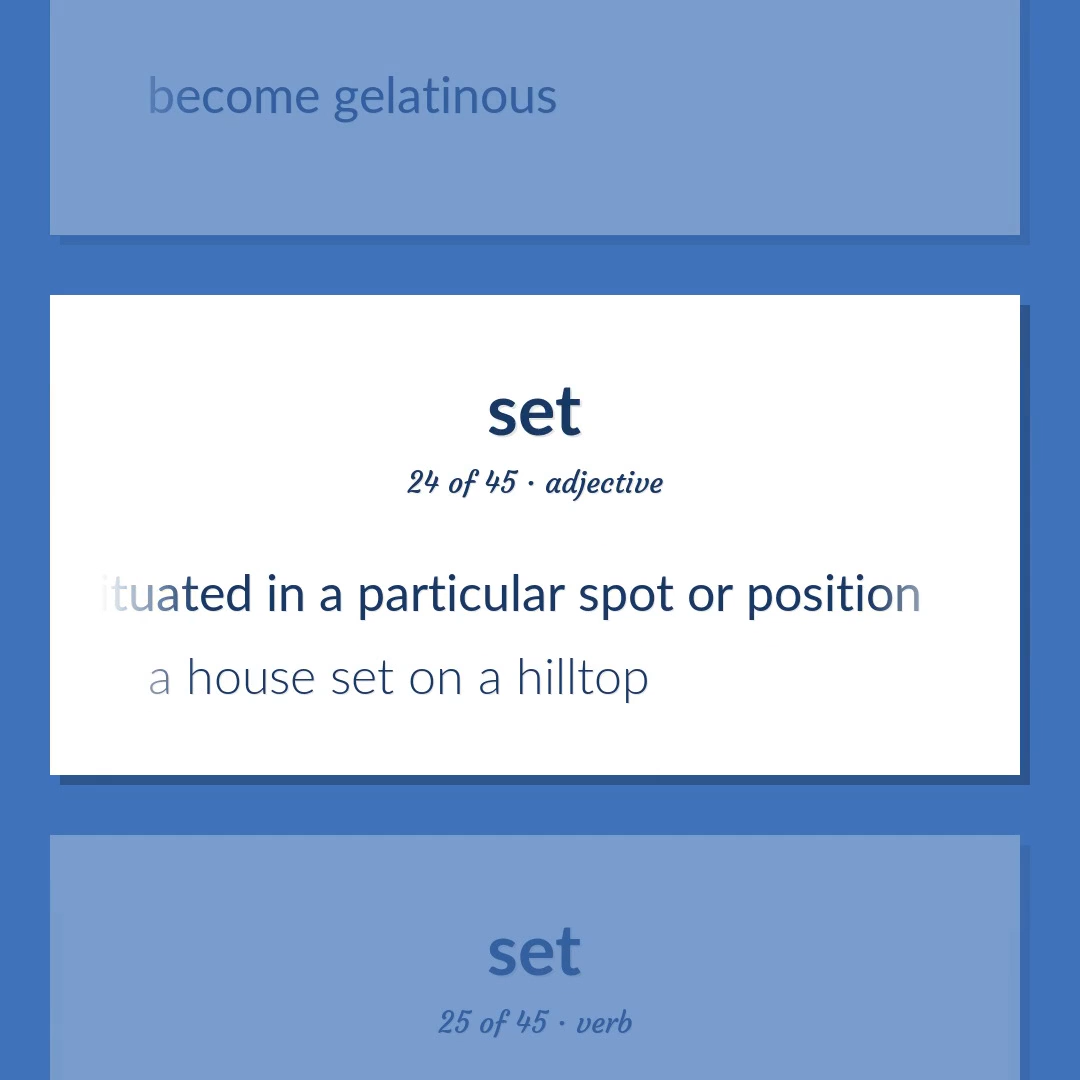 become gelatinous
set
24 of 45 · adjective
ituated in a particular spot or position
a house set on a hilltop
set
25 of 45 · verb